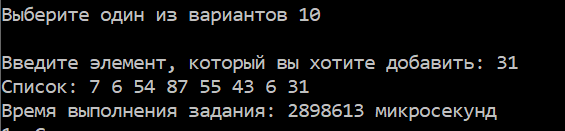 Выберите один из вариантов 10
Введите элемент, который вы хотите добавить: 31
Список: 7 6 54 87 55 43 6 31
Время выполнения задания: 2898613 микросекунд